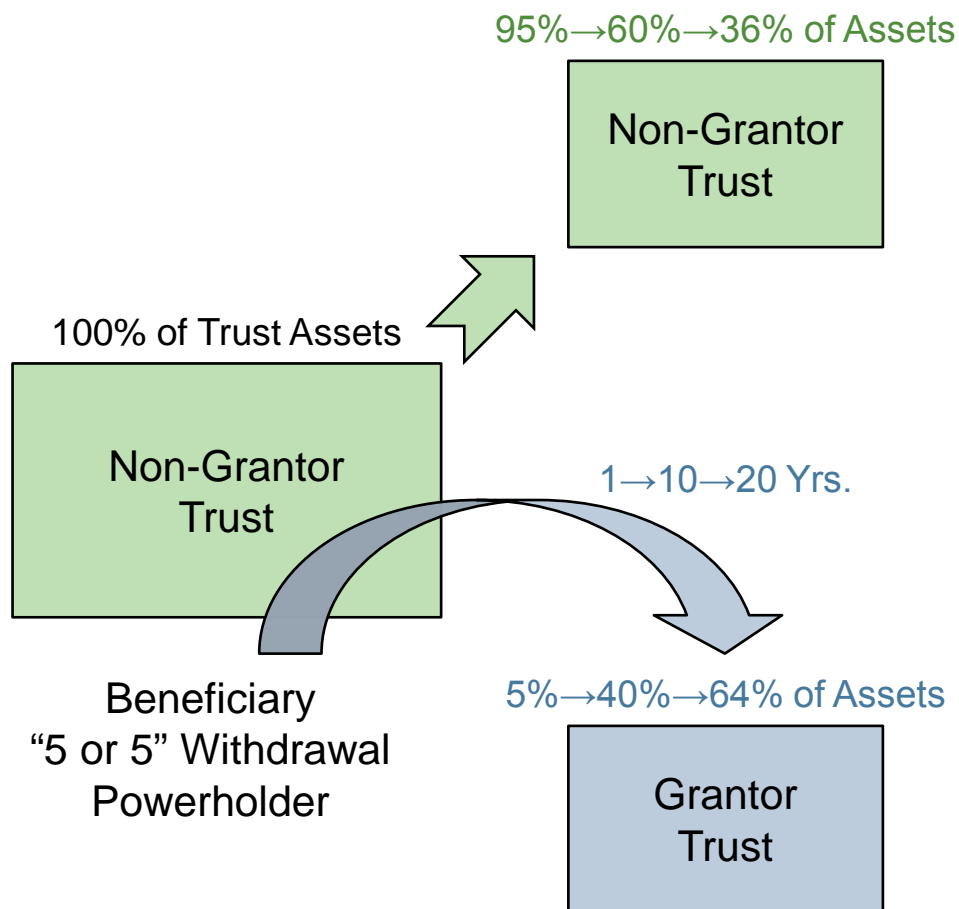 95%→60%→36% of Assets
Non-Grantor
Trust
100% of Trust Assets
Non-Grantor
Trust
1→10→20 Yrs.
Beneficiary
“5 or 5” Withdrawal
Powerholder
5%→40%→64% of Assets
Grantor
Trust